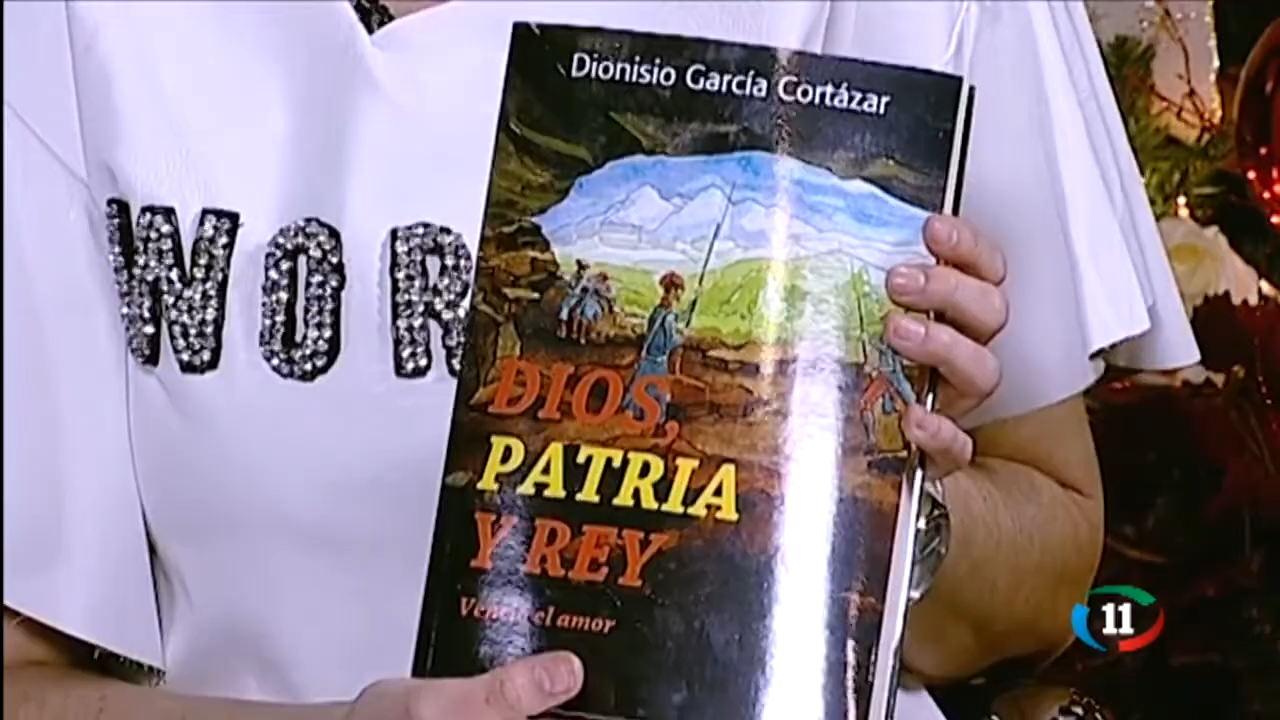 Dionisio García Cortázar
WOR
DIOS,
PATRIA
Y REY
el amor
11